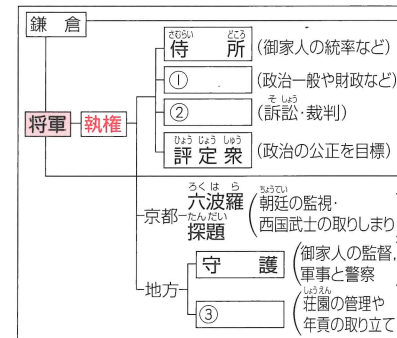 鎌倉
さむらい どころ
侍所 (御家人の統率など)
① (政治一般や財政など)
そしょう
② (訴訟・裁判)
将軍 執権
ひょう じょう しゅう
評定衆 (政治の公正を目標)
ろくはら
京都 六波羅
たんだい
探題
ちょうてい
(朝廷の監視・
西国武士の取りしまり
地方 守護
(御家人の監督,
軍事と警察
③
しょうえん
(荘園の管理や
年貢の取り立て